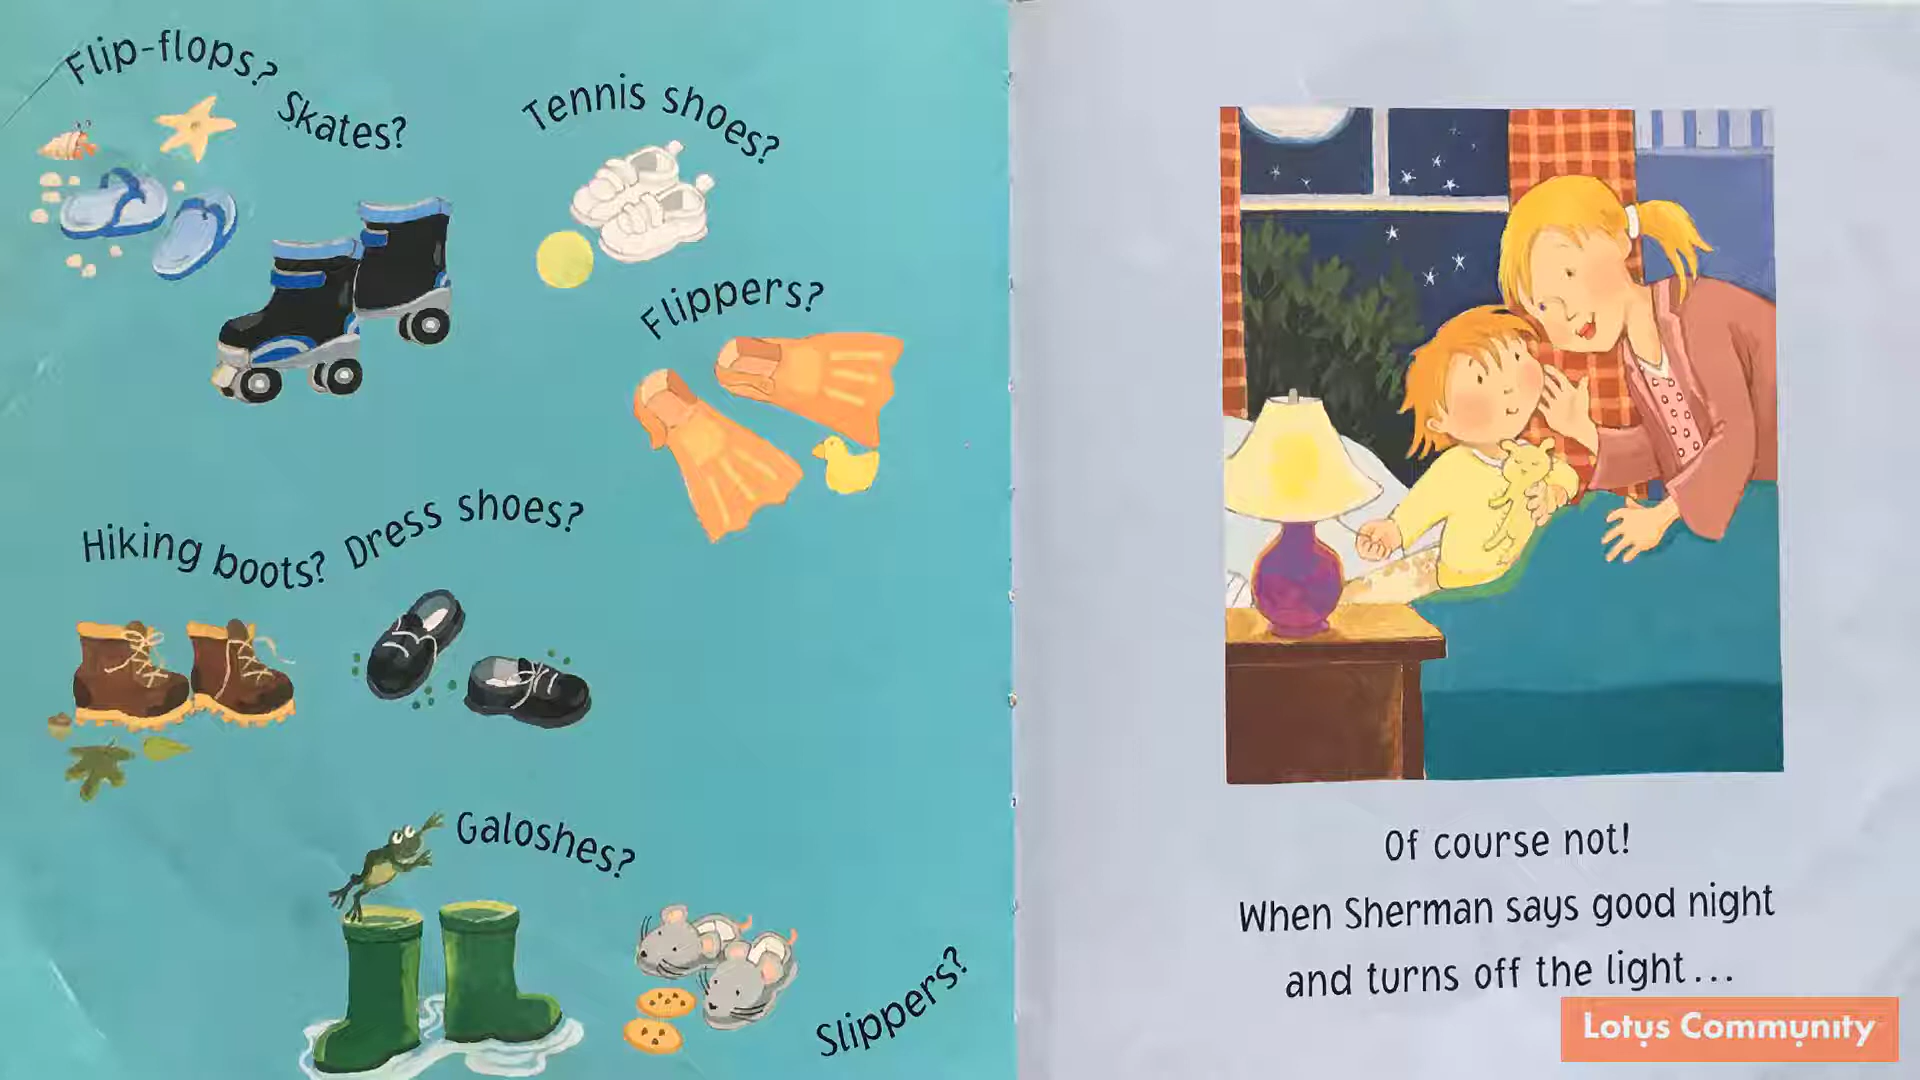 Flip-flops?
Skates?
Tennis shoes?
Flippers?
Hiking boots?
Dress shoes?
Galoshes?
Slippers?
Of course not!
When Sherman says good night
and turns off the light...
Lotus Community